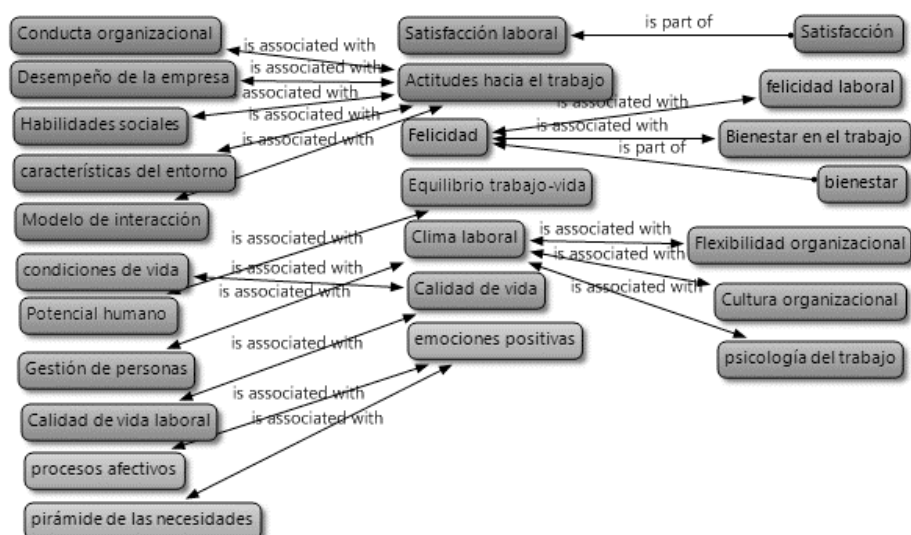 Conducta organizacional
Desempeño de la empresa
Habilidades sociales
características del entorno
Modelo de interacción
condiciones de vida
Potencial humano
Gestión de personas
Calidad de vida laboral
procesos afectivos
pirámide de las necesidades
is associated with
is associated with
is associated with
is associated with
is associated with
is associated with
is associated with
is associated with
is associated with
is associated with
is associated with
Satisfacción laboral
Actitudes hacia el trabajo
Felicidad
Equilibrio trabajo-vida
Clima laboral
Calidad de vida
emociones positivas
is part of
is associated with
is associated with
is part of
is associated with
is associated with
is associated with
Satisfacción
felicidad laboral
Bienestar en el trabajo
bienestar
Flexibilidad organizacional
Cultura organizacional
psicología del trabajo